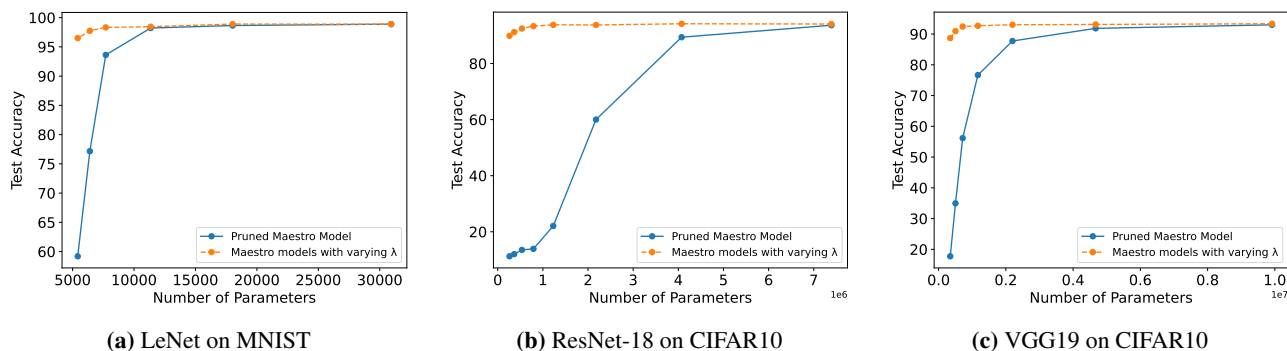 100
95
90
85
80
75
70
65
60
Test Accuracy
5000 10000 15000 20000 25000 30000
Number of Parameters
Pruned Maestro Model
Maestro models with varying λ
(a) LeNet on MNIST
80
60
40
20
Test Accuracy
0 1 2 3 4 5 6 7
1e6
Number of Parameters
Pruned Maestro Model
Maestro models with varying λ
(b) ResNet-18 on CIFAR10
90
80
70
60
50
40
30
20
Test Accuracy
0.0 0.2 0.4 0.6 0.8 1.0
1e7
Number of Parameters
Pruned Maestro Model
Maestro models with varying λ
(c) VGG19 on CIFAR10